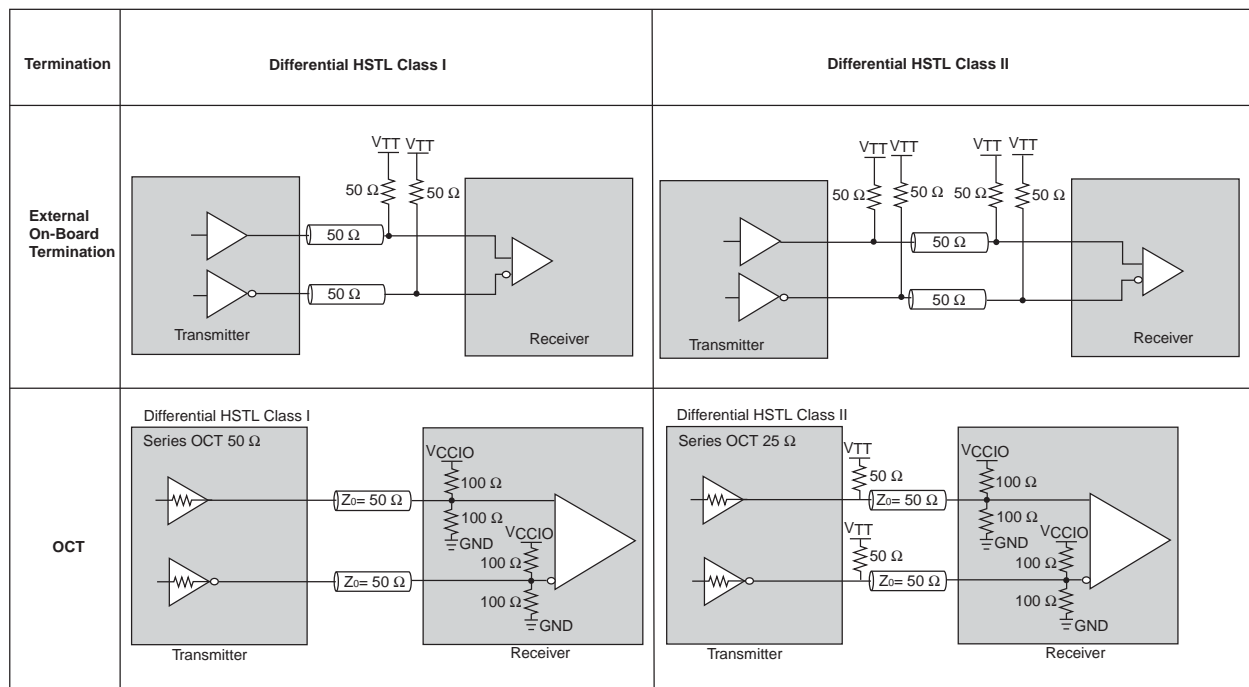 Termination
Differential HSTL Class I
Differential HSTL Class II
External
On-Board
Termination
VTT VTT
50 Ω 50 Ω
50 Ω
50 Ω
Transmitter
Receiver
VTT VTT VTT VTT
50 Ω 50 Ω 50 Ω 50 Ω
50 Ω
50 Ω
Transmitter
Receiver
OCT
Differential HSTL Class I
Series OCT 50 Ω
VCCIO
100 Ω
Z0= 50 Ω
100 Ω
VCCIO
GND
100 Ω
Z0= 50 Ω
100 Ω
GND
Transmitter
Receiver
Differential HSTL Class II
Series OCT 25 Ω
VTT
50 Ω
VCCIO
100 Ω
Z0= 50 Ω
100 Ω
VTT
VCCIO
GND
50 Ω
100 Ω
Z0= 50 Ω
100 Ω
GND
Transmitter
Receiver